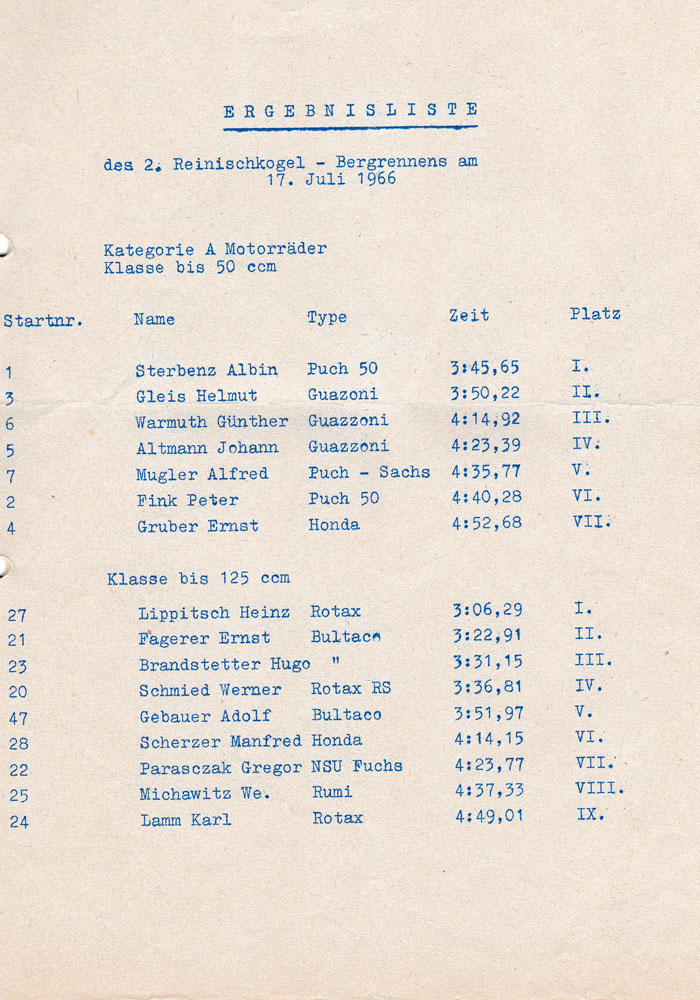 ERGEBNISLISTE
des 2. Reinischkogel - Bergrennens am
17. Juli 1966
Kategorie A Motorräder
Klasse bis 50 ccm
Startnr. Name Type Zeit Platz
1 Sterbenz Albin Puch 50 3:45,65 I.
3 Gleis Helmut Guazoni 3:50,22 II.
6 Warmuth Günther Guazzoni 4:14,92 III.
5 Altmann Johann Guazzoni 4:23,39 IV.
7 Mugler Alfred Puch - Sachs 4:35,77 V.
2 Fink Peter Puch 50 4:40,28 VI.
4 Gruber Ernst Honda 4:52,68 VII.
Klasse bis 125 ccm
27 Lippitsch Heinz Rotax 3:06,29 I.
21 Fagerer Ernst Bultaco 3:22,91 II.
23 Brandstetter Hugo " 3:31,15 III.
20 Schmied Werner Rotax RS 3:36,81 IV.
47 Gebauer Adolf Bultaco 3:51,97 V.
28 Scherzer Manfred Honda 4:14,15 VI.
22 Parasczak Gregor NSU Fuchs 4:23,77 VII.
25 Michawitz We. Rumi 4:37,33 VIII.
24 Lamm Karl Rotax 4:49,01 IX.